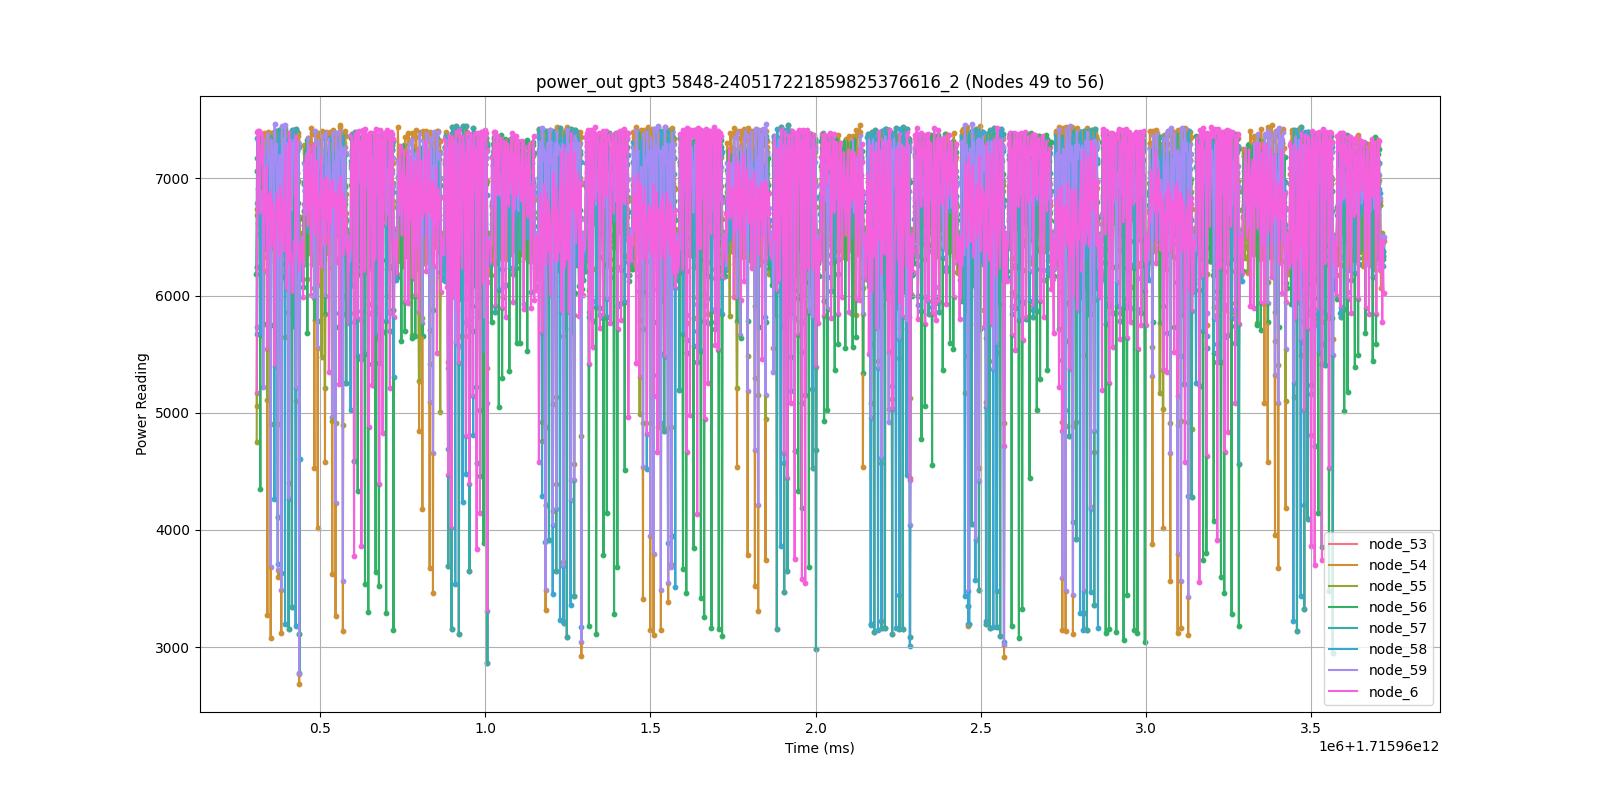 power_out gpt3 5848-240517221859825376616_2 (Nodes 49 to 56)
Power Reading
7000
6000
5000
4000
3000
node_53
node_54
node_55
node_56
node_57
node_58
node_59
node_6
0.5 1.0 1.5 2.0 2.5 3.0 3.5
Time (ms)
1e6+1.71596e12